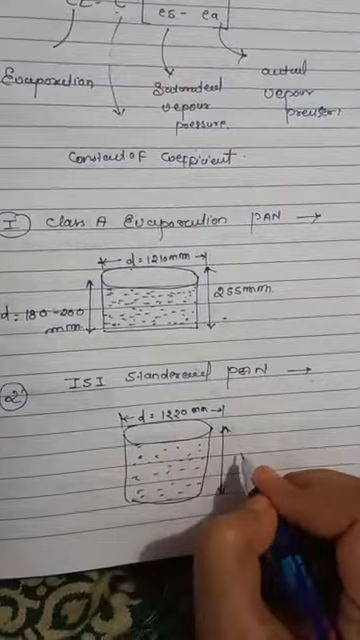 es - ea
Evaporation
Saturated
vapour
pressure.
actual
vapour
Constant of Coefficient.
I Class A Evaporation PAN →
d = 1210mm
255mm.
d = 180-200
mm
2 ISI Standered PAN →
d = 1220 mm